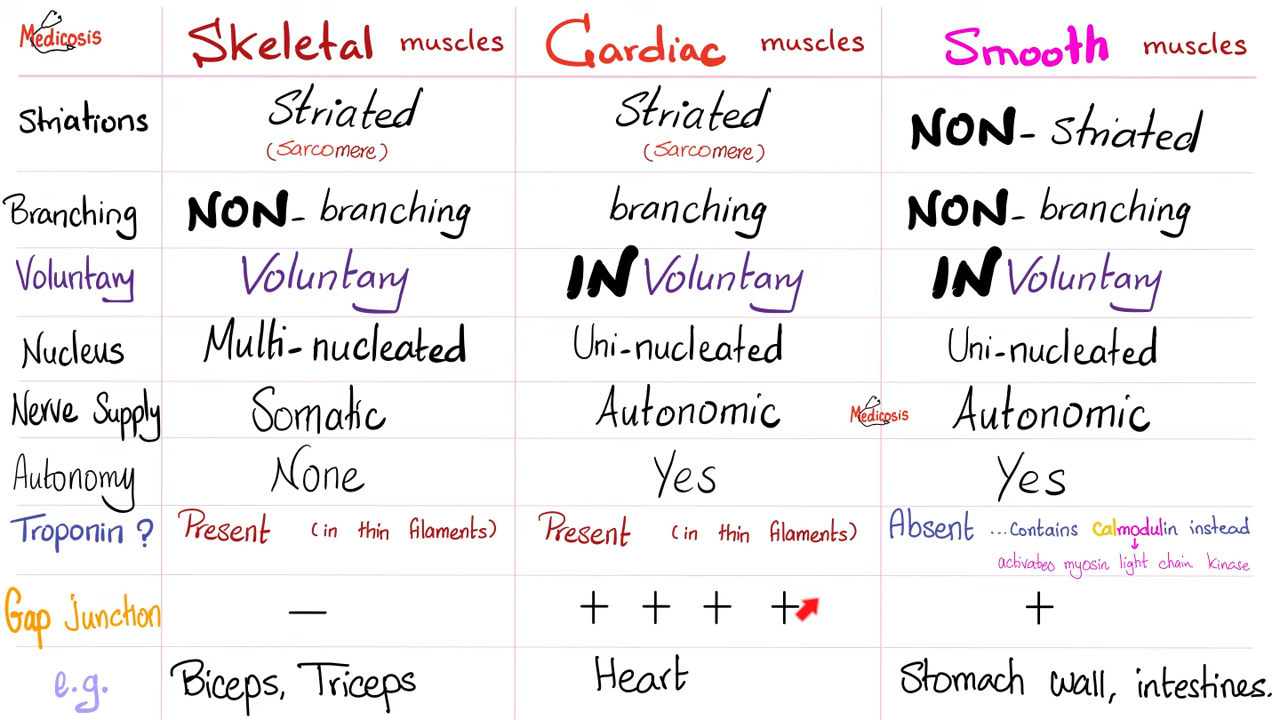 Medicosis Skeletal muscles Cardiac muscles Smooth muscles
Striations Striated Striated NON-striated
(Sarcomere) (Sarcomere)
Branching NON-branching branching NON-branching
Voluntary Voluntary INVoluntary INVoluntary
Nucleus Multi-nucleated Uni-nucleated Uni-nucleated
Nerve Supply Somatic Autonomic Medicosis Autonomic
Autonomy None Yes Yes
Troponin? Present (in thin filaments) Present (in thin filaments) Absent ...contains calmodulin instead
activates myosin light chain kinase
Gap junction — + + + + +
e.g. Biceps, Triceps Heart Stomach wall, intestines.